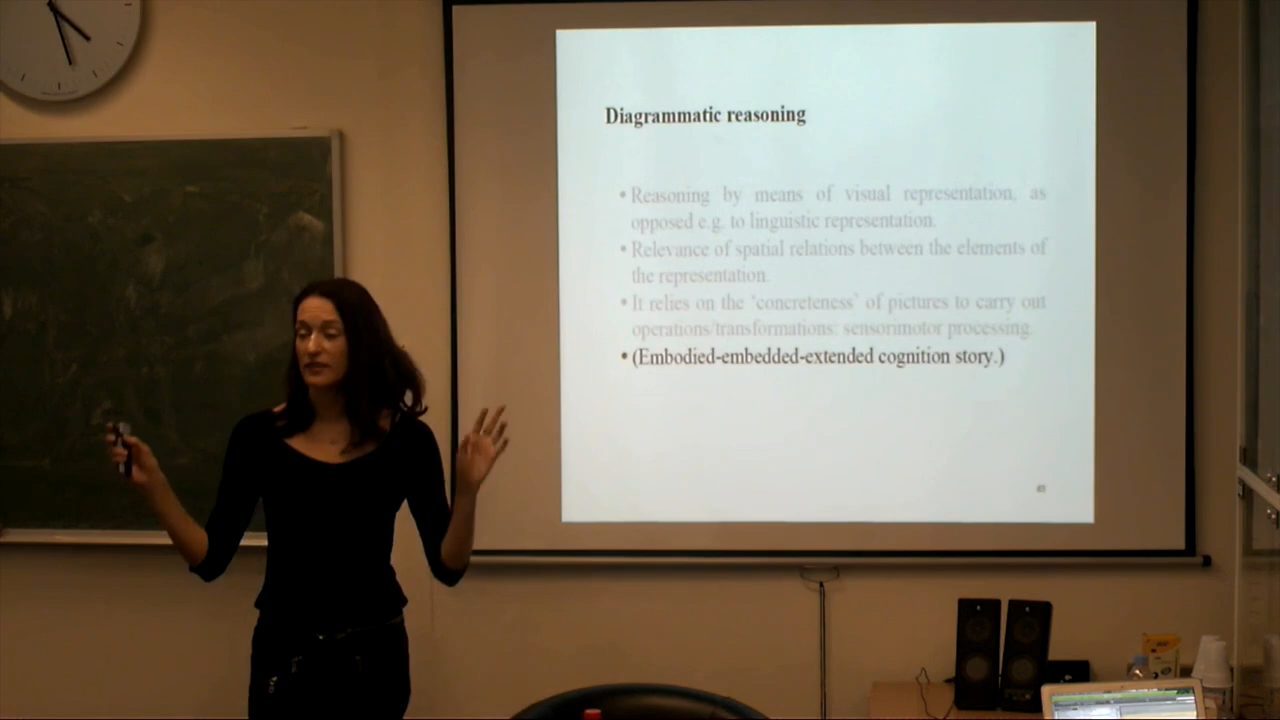 Diagrammatic reasoning
• Reasoning by means of visual representation, as
opposed e.g. to linguistic representation.
• Relevance of spatial relations between the elements of
the representation.
• It relies on the ‘concreteness’ of pictures to carry out
operations/transformations: sensorimotor processing.
• (Embodied-embedded-extended cognition story.)